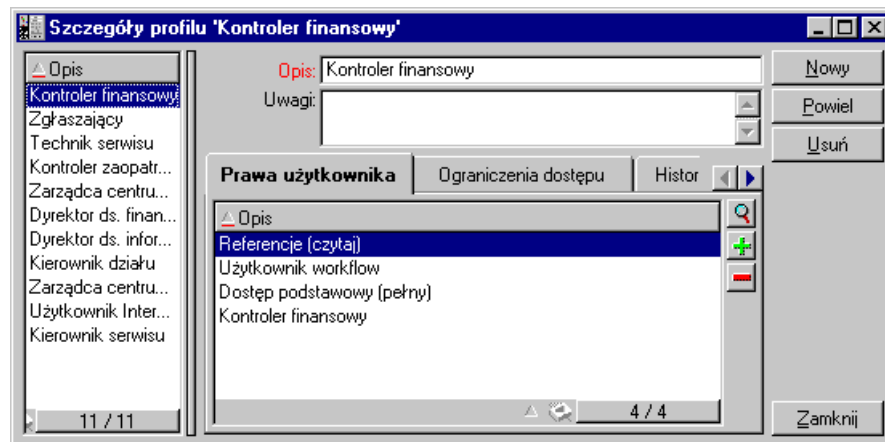 Szczegóły profilu 'Kontroler finansowy'
Opis
Kontroler finansowy
Zgłaszający
Technik serwisu
Kontroler zaopatr...
Zarządca centru...
Dyrektor ds. finan...
Dyrektor ds. infor...
Kierownik działu
Zarządca centru...
Użytkownik Inter...
Kierownik serwisu
11 / 11
Opis: Kontroler finansowy
Uwagi:
Prawa użytkownika Ograniczenia dostępu Histor
Opis
Referencje (czytaj)
Użytkownik workflow
Dostęp podstawowy (pełny)
Kontroler finansowy
4 / 4
Nowy
Powiel
Usuń
Zamknij